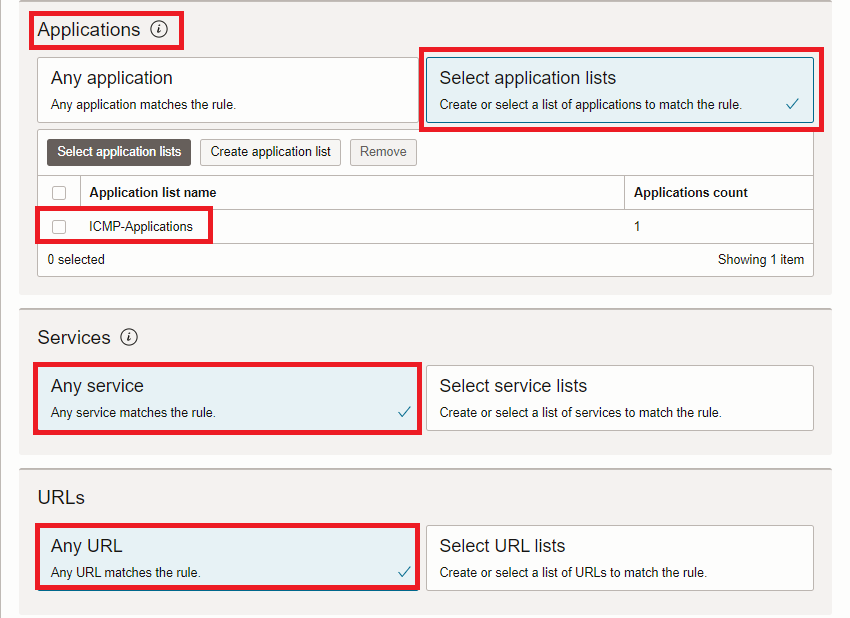 Applications
Any application
Any application matches the rule.
Select application lists
Create or select a list of applications to match the rule.
Select application lists
Create application list
Remove
Application list name
Applications count
ICMP-Applications
1
0 selected
Showing 1 item
Services
Any service
Any service matches the rule.
Select service lists
Create or select a list of services to match the rule.
URLs
Any URL
Any URL matches the rule.
Select URL lists
Create or select a list of URLs to match the rule.